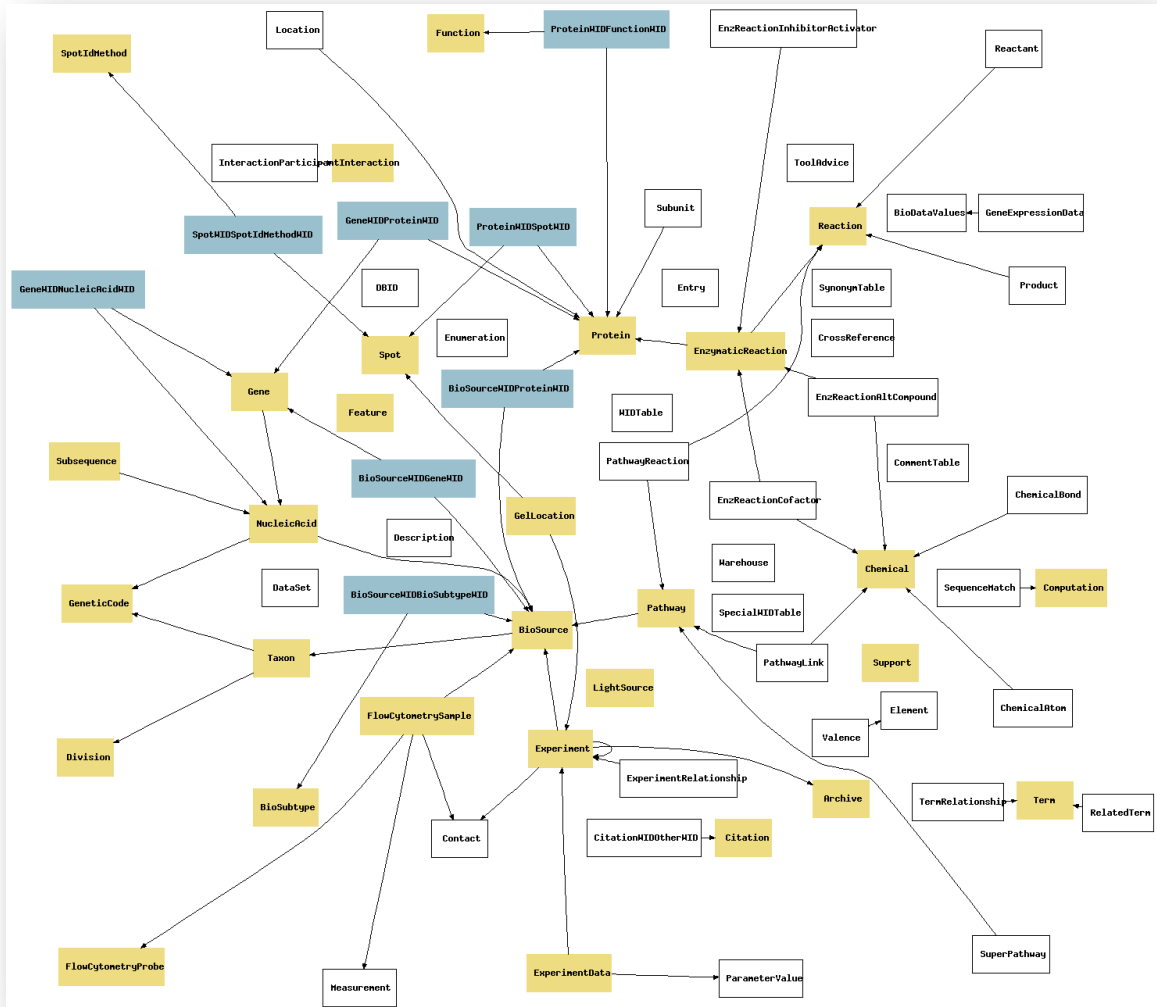 Location
Function
ProteinWIDFunctionWID
EnzReactionInhibitorActivator
SpotIdMethod
Reactant
InteractionParticipantInteraction
ToolAdvice
GeneWIDProteinWID
ProteinWIDSpotWID
Subunit
BioDataValues
GeneExpressionData
SpotWIDSpotIdMethodWID
Reaction
GeneWIDNucleicAcidWID
DBID
Entry
SynonymTable
Product
Enumeration
Protein
CrossReference
Spot
EnzymaticReaction
Gene
BioSourceWIDProteinWID
EnzReactionAltCompound
Feature
WIDTable
Subsequence
PathwayReaction
CommentTable
BioSourceWIDGeneWID
EnzReactionCofactor
ChemicalBond
NucleicAcid
GelLocation
Description
Warehouse
Chemical
DataSet
BioSourceWIDBioSubtypeWID
SequenceMatch
Computation
GeneticCode
Pathway
SpecialWIDTable
BioSource
Taxon
PathwayLink
Support
LightSource
FlowCytometrySample
Element
ChemicalAtom
Valence
Division
Experiment
ExperimentRelationship
Archive
TermRelationship
Term
RelatedTerm
BioSubtype
Contact
CitationWIDOtherWID
Citation
SuperPathway
FlowCytometryProbe
ExperimentData
ParameterValue
Measurement